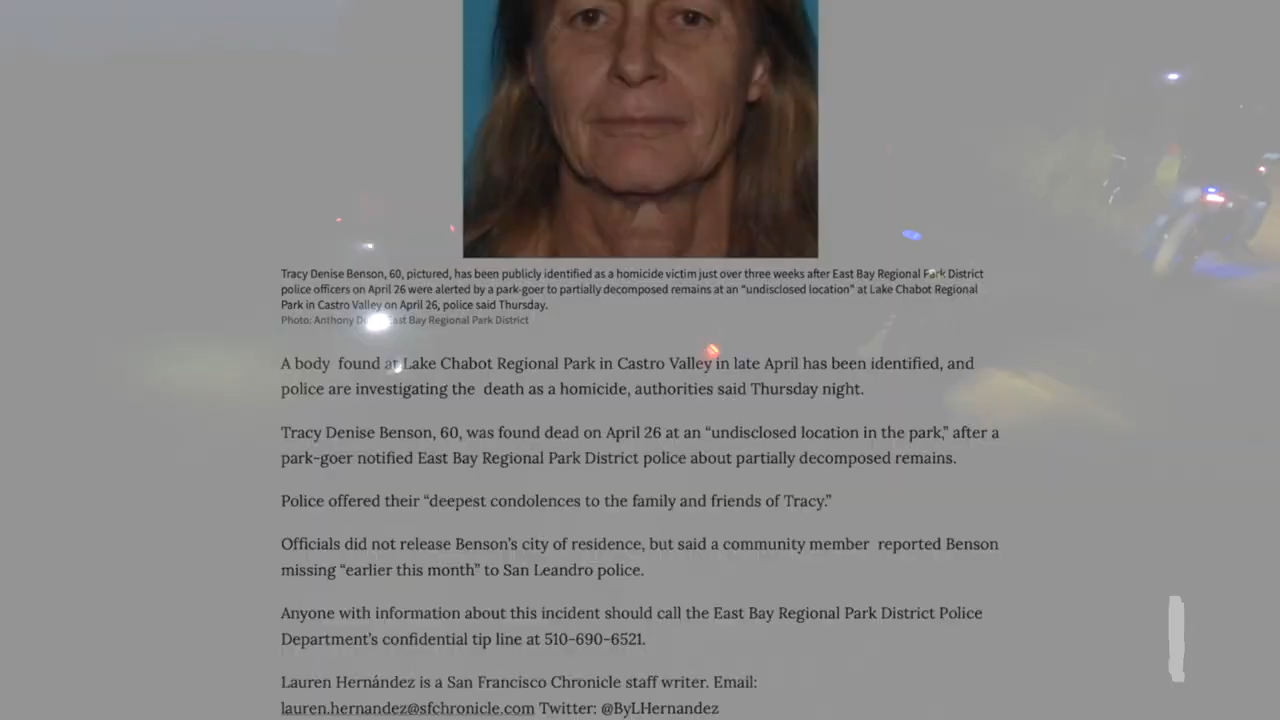 Tracy Denise Benson, 60, pictured, has been publicly identified as a homicide victim just over three weeks after East Bay Regional Park District
police officers on April 26 were alerted by a park-goer to partially decomposed remains at an “undisclosed location” at Lake Chabot Regional
Park in Castro Valley on April 26, police said Thursday.
Photo: Anthony East Bay Regional Park District
A body found at Lake Chabot Regional Park in Castro Valley in late April has been identified, and
police are investigating the death as a homicide, authorities said Thursday night.
Tracy Denise Benson, 60, was found dead on April 26 at an “undisclosed location in the park,” after a
park-goer notified East Bay Regional Park District police about partially decomposed remains.
Police offered their “deepest condolences to the family and friends of Tracy.”
Officials did not release Benson’s city of residence, but said a community member reported Benson
missing “earlier this month” to San Leandro police.
Anyone with information about this incident should call the East Bay Regional Park District Police
Department’s confidential tip line at 510-690-6521.
Lauren Hernández is a San Francisco Chronicle staff writer. Email:
lauren.hernandez@sfchronicle.com Twitter: @ByLHernandez